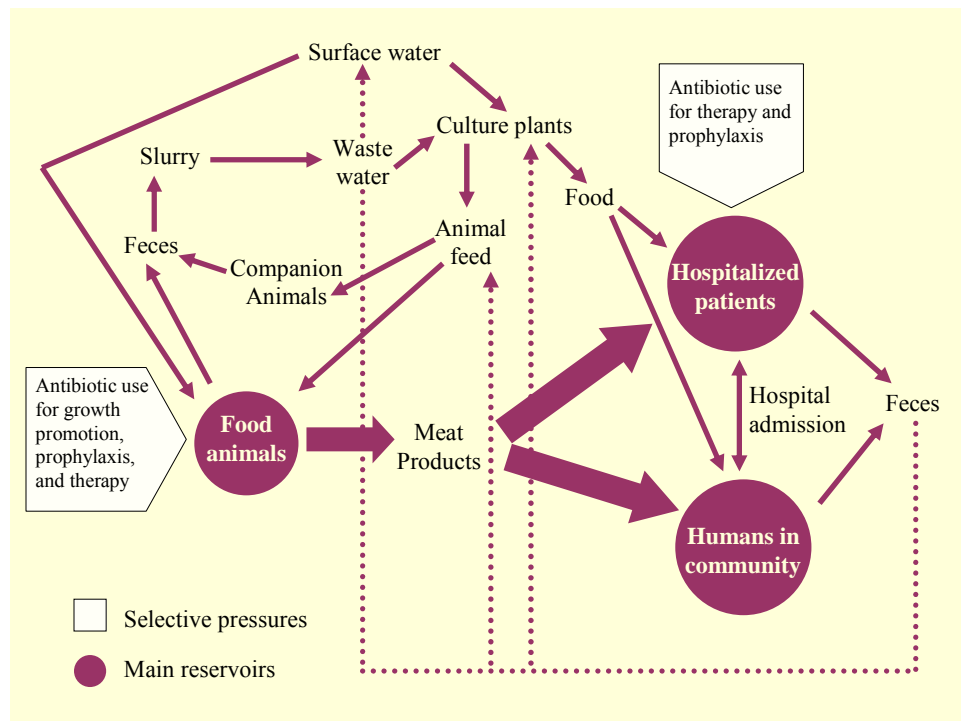 Surface water
Antibiotic use
for therapy and
prophylaxis
Culture plants
Slurry
Waste
water
Food
Feces
Animal
feed
Companion
Animals
Hospitalized
patients
Antibiotic use
for growth
promotion,
prophylaxis,
and therapy
Food
animals
Meat
Products
Hospital
admission
Feces
Humans in
community
Selective pressures
Main reservoirs